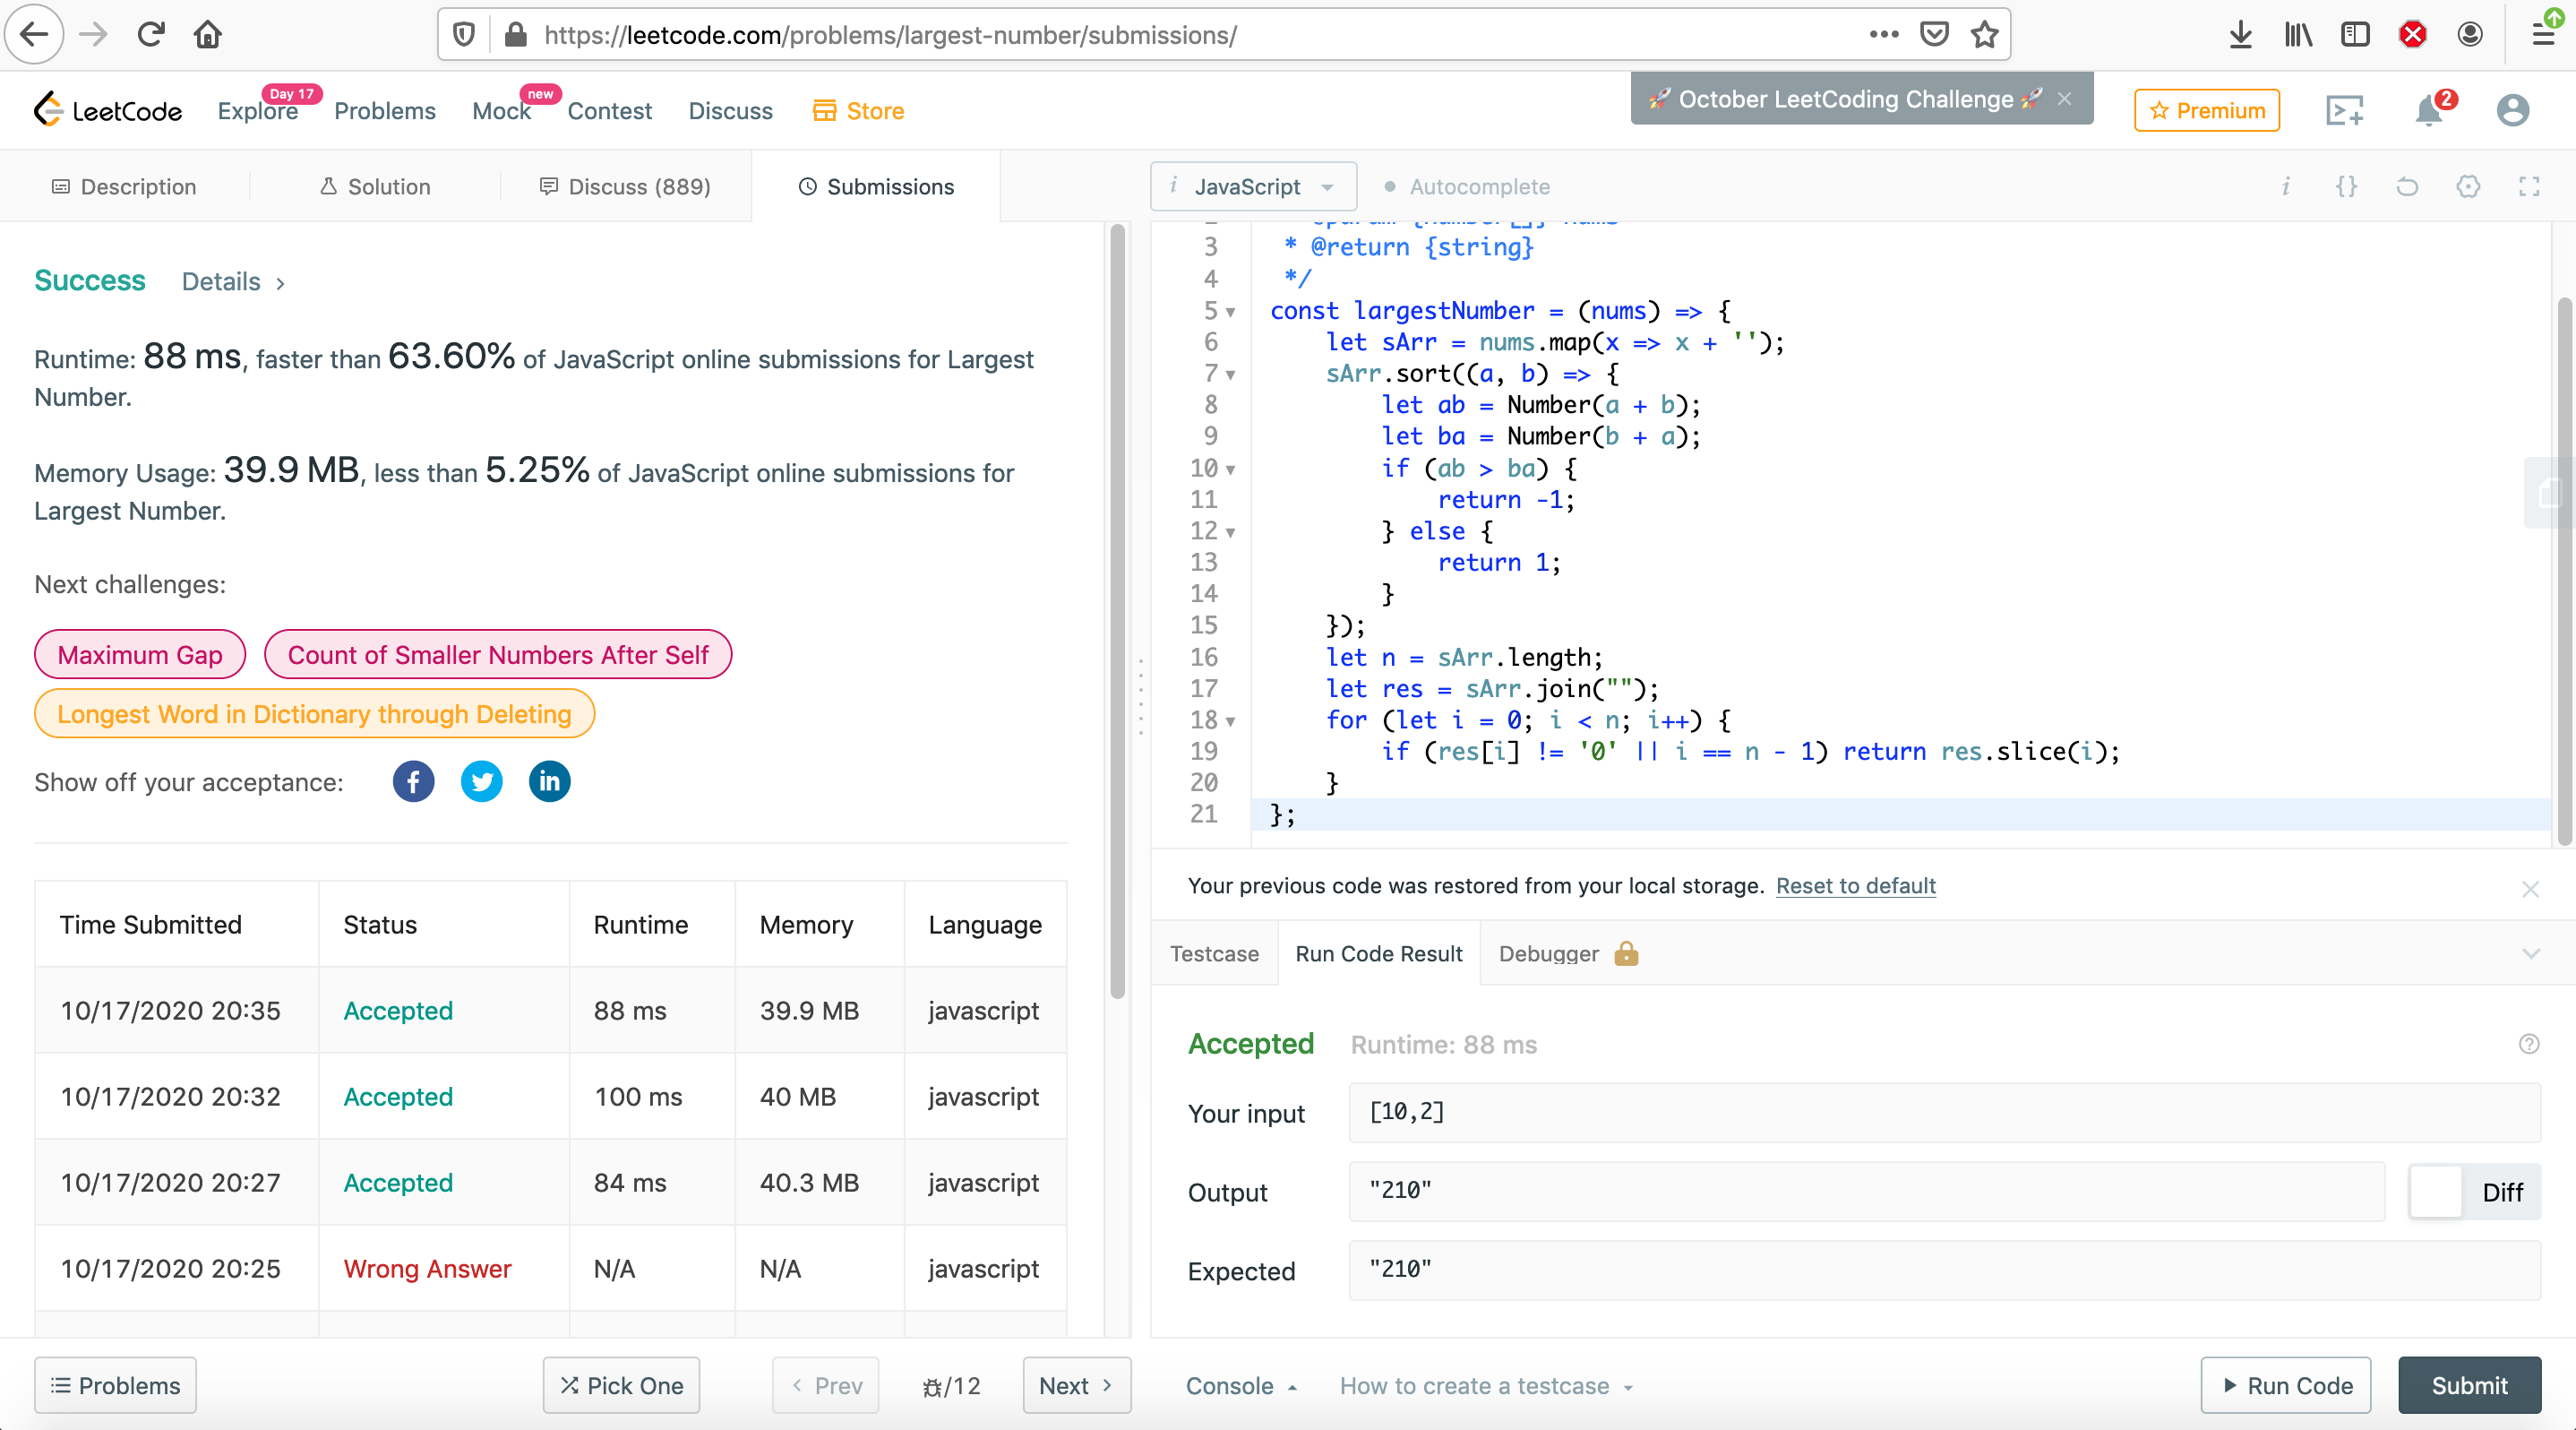 https://leetcode.com/problems/largest-number/submissions/
LeetCode
Explore
Day 17
Problems
Mock
new
Contest
Discuss
Store
🚀 October LeetCoding Challenge 🚀 ×
Premium
2
Description
Solution
Discuss (889)
Submissions
Success Details >
Runtime: 88 ms, faster than 63.60% of JavaScript online submissions for Largest
Number.
Memory Usage: 39.9 MB, less than 5.25% of JavaScript online submissions for
Largest Number.
Next challenges:
Maximum Gap
Count of Smaller Numbers After Self
Longest Word in Dictionary through Deleting
Show off your acceptance:
Time Submitted Status Runtime Memory Language
10/17/2020 20:35 Accepted 88 ms 39.9 MB javascript
10/17/2020 20:32 Accepted 100 ms 40 MB javascript
10/17/2020 20:27 Accepted 84 ms 40.3 MB javascript
10/17/2020 20:25 Wrong Answer N/A N/A javascript
Problems
Pick One
< Prev
/12
Next >
i JavaScript
Autocomplete
i {}
3 * @return {string}
4 */
5 const largestNumber = (nums) => {
6 let sArr = nums.map(x => x + '');
7 sArr.sort((a, b) => {
8 let ab = Number(a + b);
9 let ba = Number(b + a);
10 if (ab > ba) {
11 return -1;
12 } else {
13 return 1;
14 }
15 });
16 let n = sArr.length;
17 let res = sArr.join("");
18 for (let i = 0; i < n; i++) {
19 if (res[i] != '0' || i == n - 1) return res.slice(i);
20 }
21 };
Your previous code was restored from your local storage. Reset to default
Testcase
Run Code Result
Debugger
Accepted Runtime: 88 ms
Your input [10,2]
Output "210"
Diff
Expected "210"
Console
How to create a testcase
Run Code
Submit